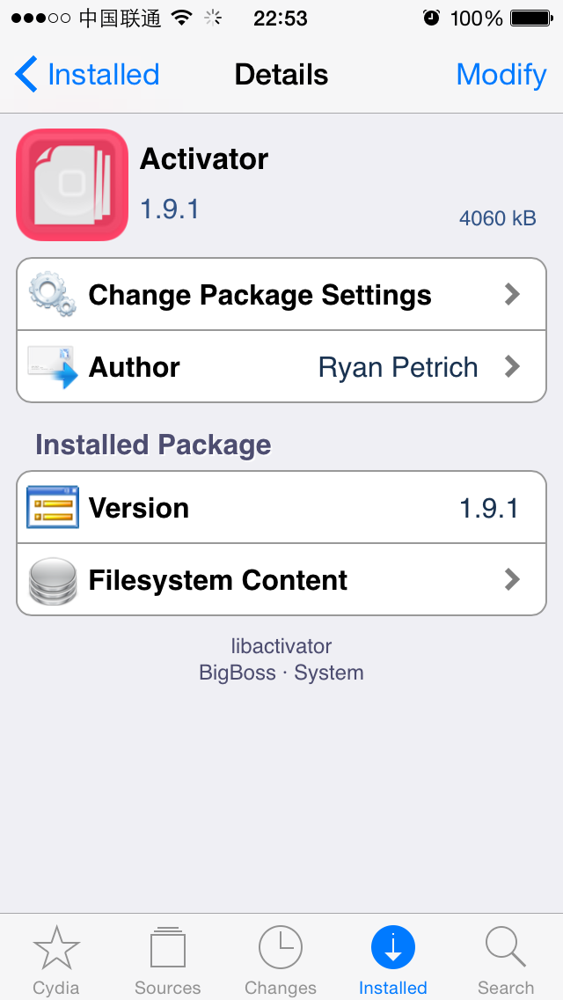 中国联通 22:53 100%
Installed Details Modify
Activator
1.9.1
4060 kB
Change Package Settings
Author Ryan Petrich
Installed Package
Version 1.9.1
Filesystem Content
libactivator
BigBoss · System
Cydia Sources Changes Installed Search